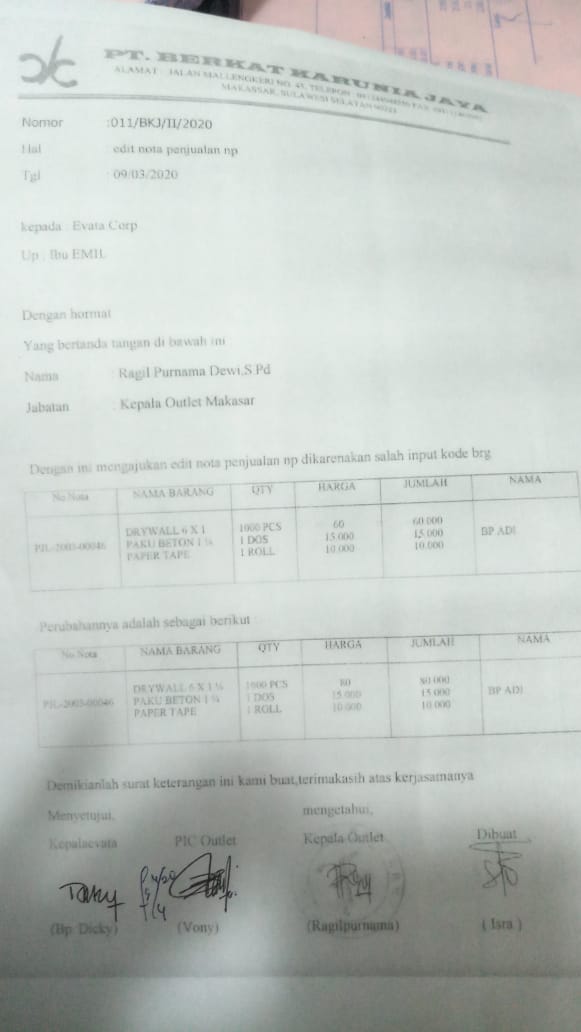 PT. BERKAT KARUNIA JAYA
ALAMAT : JALAN MALLENGKERI NO. 45, TELEPON
MAKASSAR, SULAWESI SELATAN
Nomor :011/BKJ/II/2020
Hal : edit nota penjualan np
Tgl : 09/03/2020
kepada : Evata Corp
Up : Ibu EMIL
Dengan hormat
Yang bertanda tangan di bawah ini
Nama : Ragil Purnama Dewi,S.Pd
Jabatan : Kepala Outlet Makasar
Dengan ini mengajukan edit nota penjualan np dikarenakan salah input kode brg
No Nota NAMA BARANG QTY HARGA JUMLAH NAMA
DRYWALL 6 X 1 1000 PCS 60 60.000
PJL-2003-00046 PAKU BETON 1 ¼ 1 DOS 15.000 15.000 BP ADI
PAPER TAPE 1 ROLL 10.000 10.000
Perubahannya adalah sebagai berikut :
No Nota NAMA BARANG QTY HARGA JUMLAH NAMA
DRYWALL 6 X 1 ¼ 1000 PCS 80 80.000
PJL-2003-00046 PAKU BETON 1 ¼ 1 DOS 15.000 15.000 BP ADI
PAPER TAPE 1 ROLL 10.000 10.000
Demikianlah surat keterangan ini kami buat,terimakasih atas kerjasamanya
Menyetujui, mengetahui,
Kepalaevata PIC Outlet Kepala Outlet Dibuat
(Bp. Dicky) (Vony) (Ragilpurnama) ( Isra )